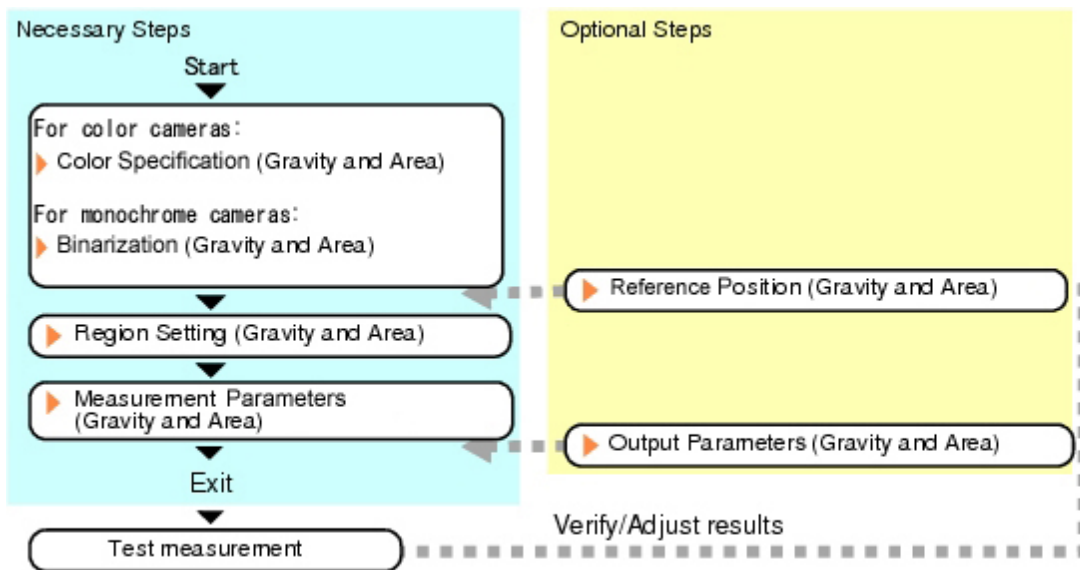 Necessary Steps
Start
For color cameras:
Color Specification (Gravity and Area)
For monochrome cameras:
Binarization (Gravity and Area)
Region Setting (Gravity and Area)
Measurement Parameters
(Gravity and Area)
Exit
Test measurement
Optional Steps
Reference Position (Gravity and Area)
Output Parameters (Gravity and Area)
Verify/Adjust results